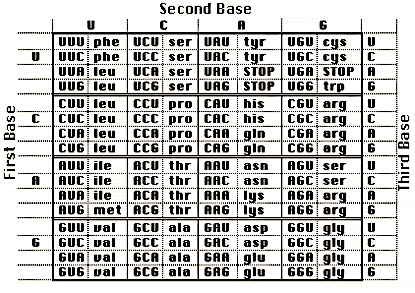 Second Base
U C A G
UUU phe UCU ser UAU tyr UGU cys U
U UUC phe UCC ser UAC tyr UGC cys C
UUA leu UCA ser UAA STOP UGA STOP A
UUG leu UCG ser UAG STOP UGG trp G
CUU leu CCU pro CAU his CGU arg U
C CUC leu CCC pro CAC his CGC arg C
CUA leu CCA pro CAA gln CGA arg A
CUG leu CCG pro CAG gln CGG arg G
AUU ile ACU thr AAU asn AGU ser U
A AUC ile ACC thr AAC asn AGC ser C
AUA ile ACA thr AAA lys AGA arg A
AUG met ACG thr AAG lys AGG arg G
GUU val GCU ala GAU asp GGU gly U
G GUC val GCC ala GAC asp GGC gly C
GUA val GCA ala GAA glu GGA gly A
GUG val GCG ala GAG glu GGG gly G
First Base
Third Base